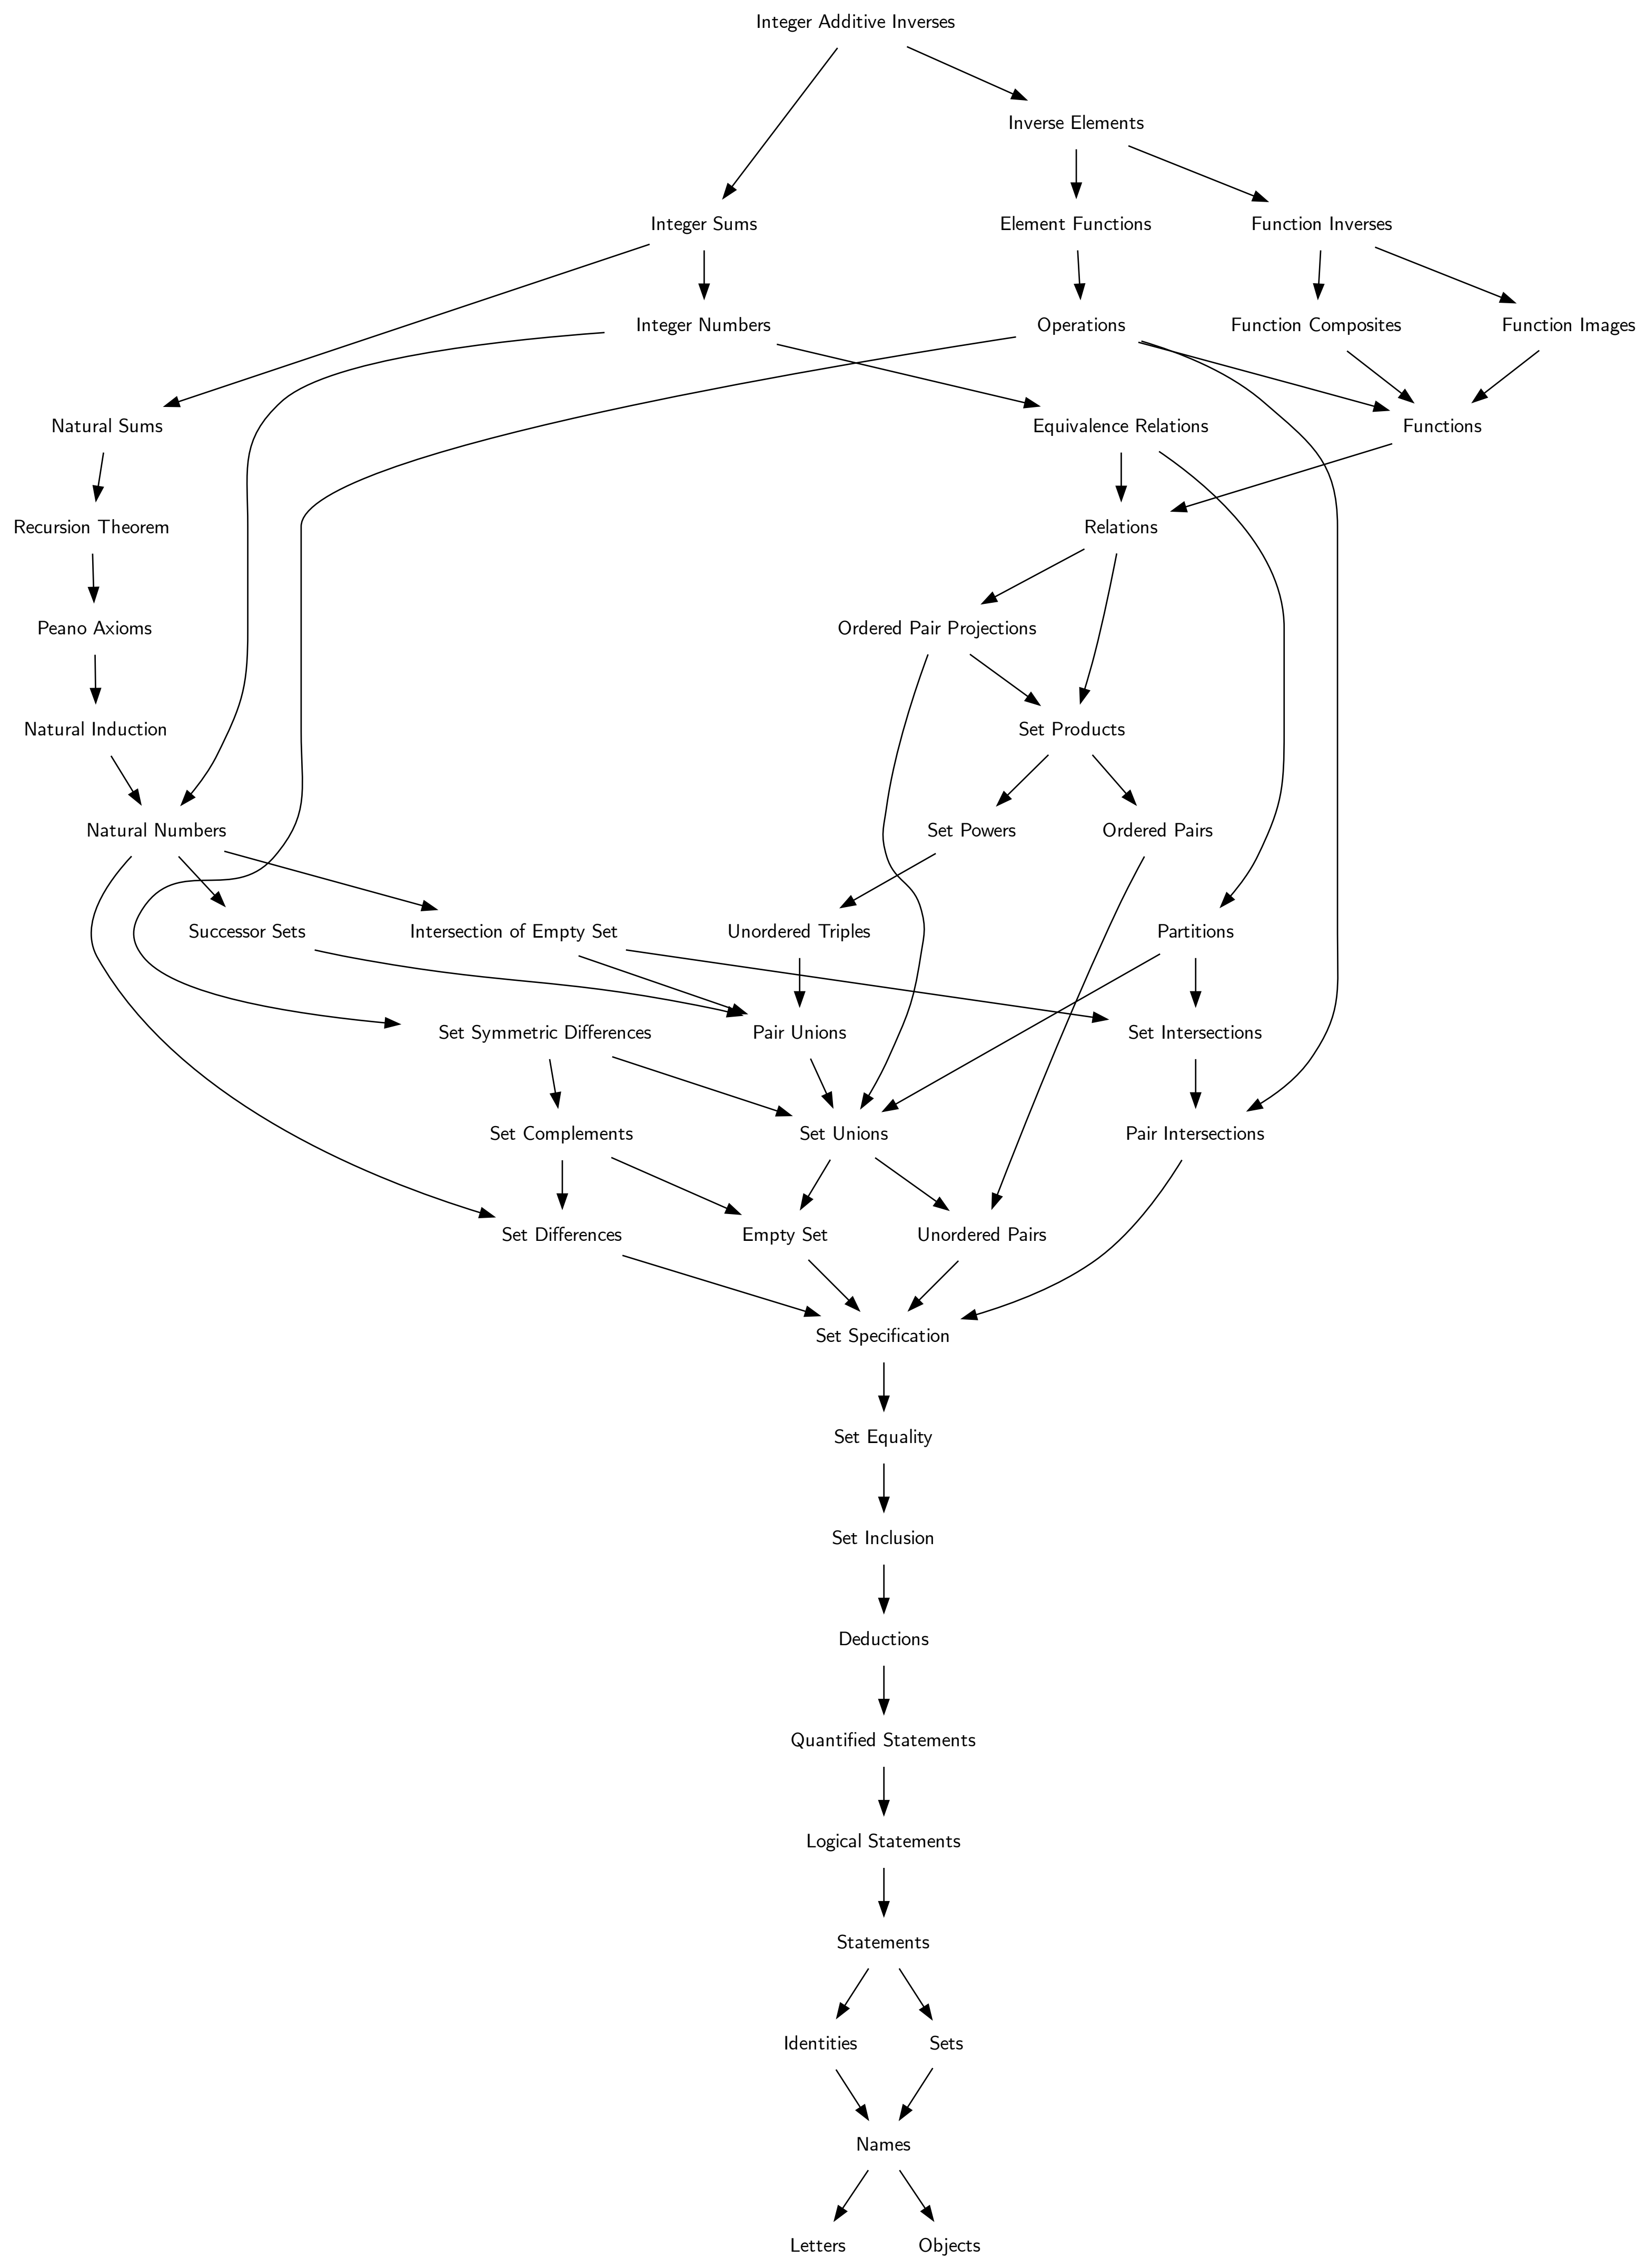 Integer Additive Inverses
Inverse Elements
Integer Sums
Element Functions
Function Inverses
Integer Numbers
Operations
Function Composites
Function Images
Natural Sums
Equivalence Relations
Functions
Recursion Theorem
Relations
Peano Axioms
Ordered Pair Projections
Natural Induction
Set Products
Natural Numbers
Set Powers
Ordered Pairs
Successor Sets
Intersection of Empty Set
Unordered Triples
Partitions
Set Symmetric Differences
Pair Unions
Set Intersections
Set Complements
Set Unions
Pair Intersections
Set Differences
Empty Set
Unordered Pairs
Set Specification
Set Equality
Set Inclusion
Deductions
Quantified Statements
Logical Statements
Statements
Identities
Sets
Names
Letters
Objects